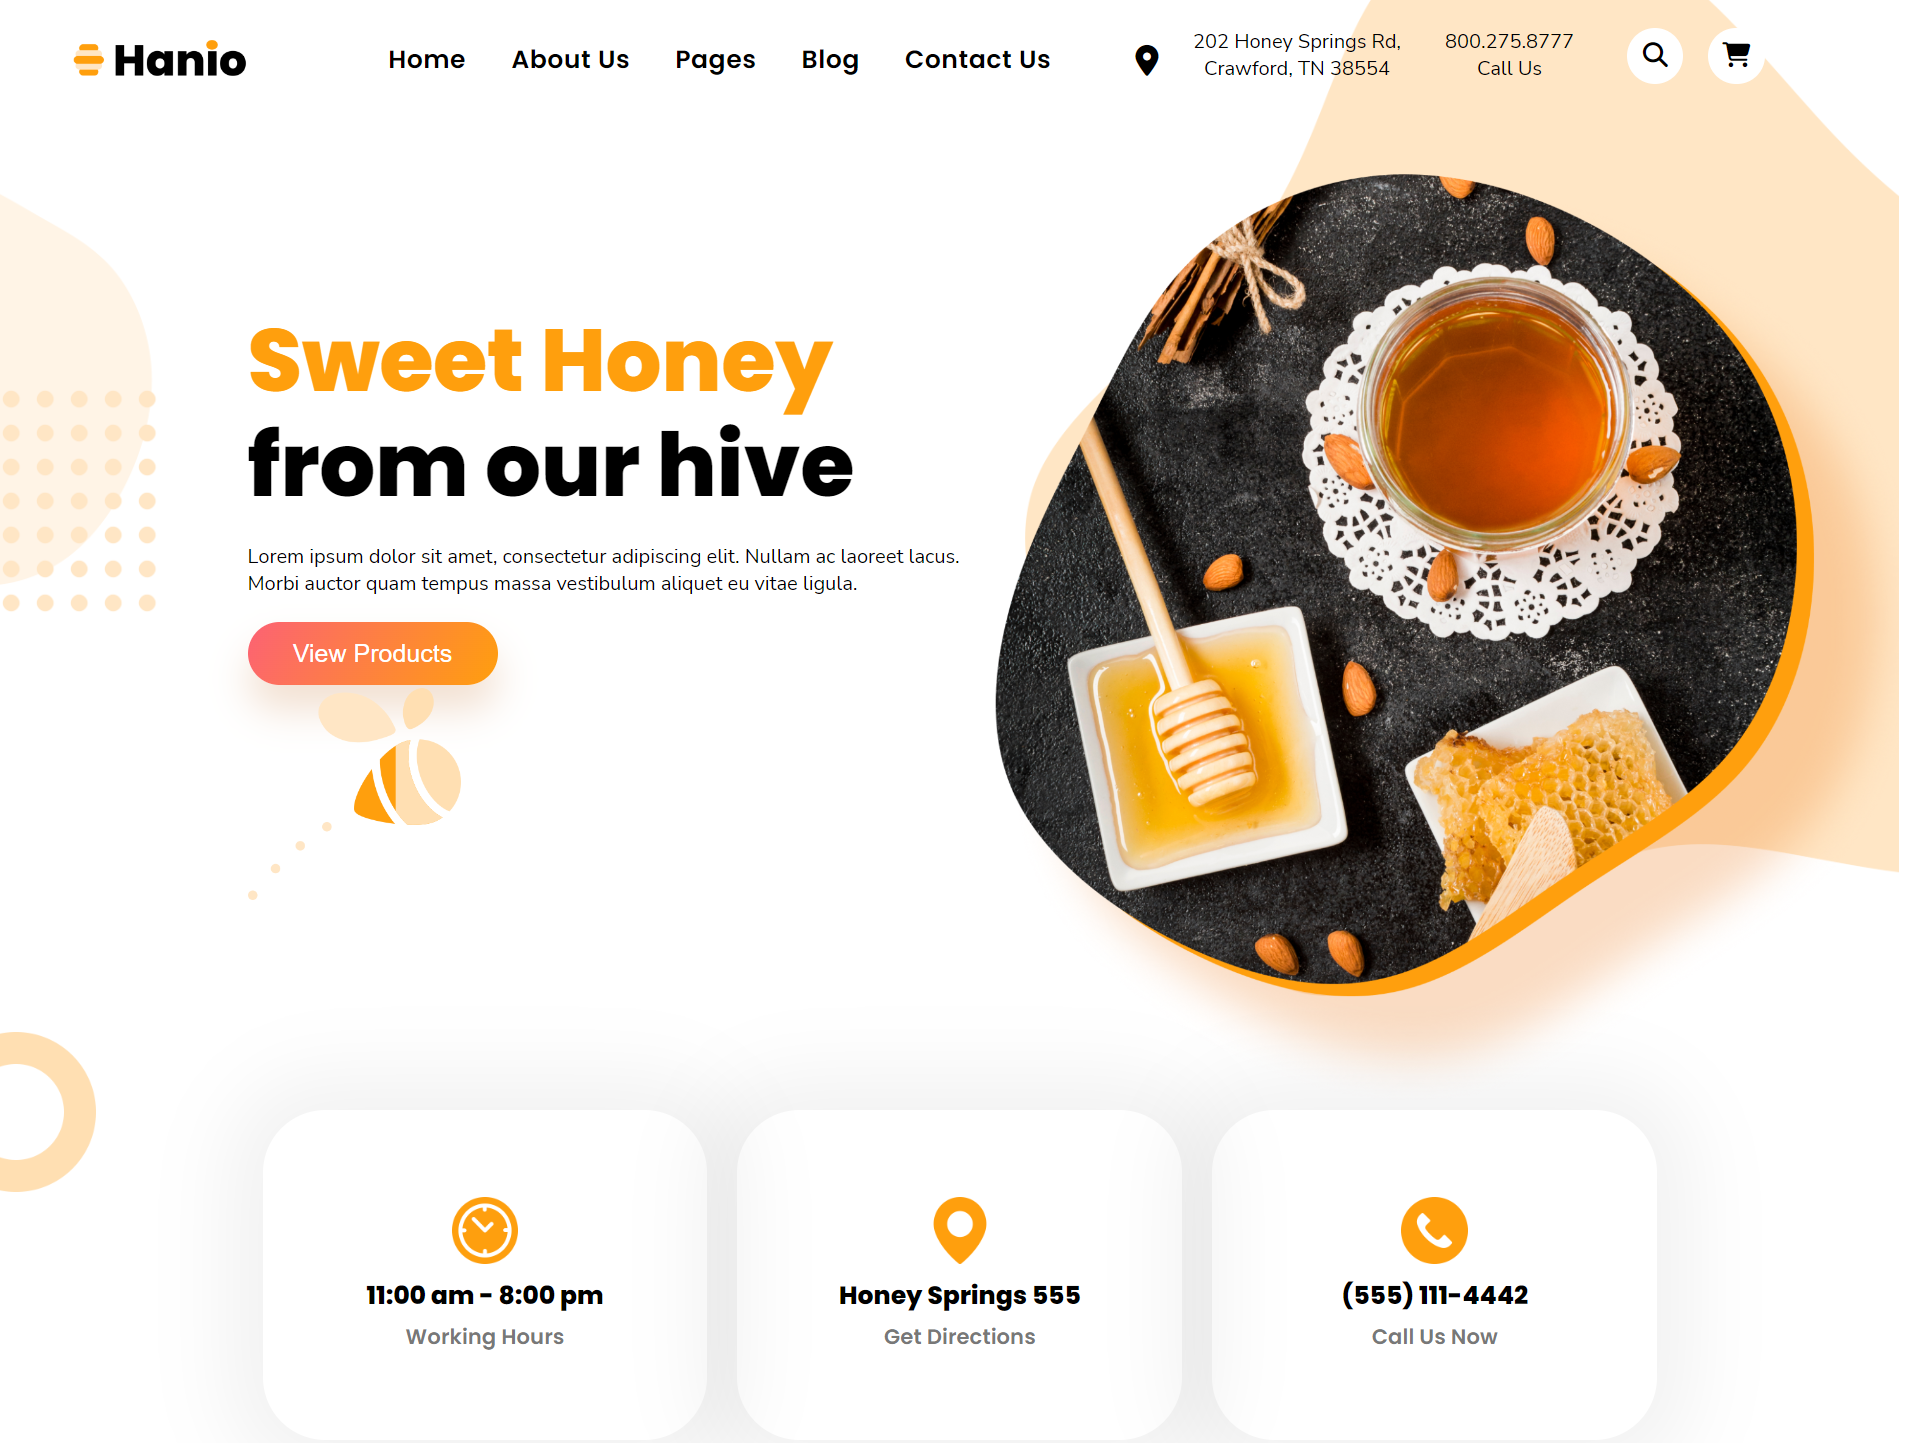 Hanio
Home
About Us
Pages
Blog
Contact Us
202 Honey Springs Rd,
Crawford, TN 38554
800.275.8777
Call Us
Sweet Honey
from our hive
Lorem ipsum dolor sit amet, consectetur adipiscing elit. Nullam ac laoreet lacus.
Morbi auctor quam tempus massa vestibulum aliquet eu vitae ligula.
View Products
11:00 am - 8:00 pm
Working Hours
Honey Springs 555
Get Directions
(555) 111-4442
Call Us Now